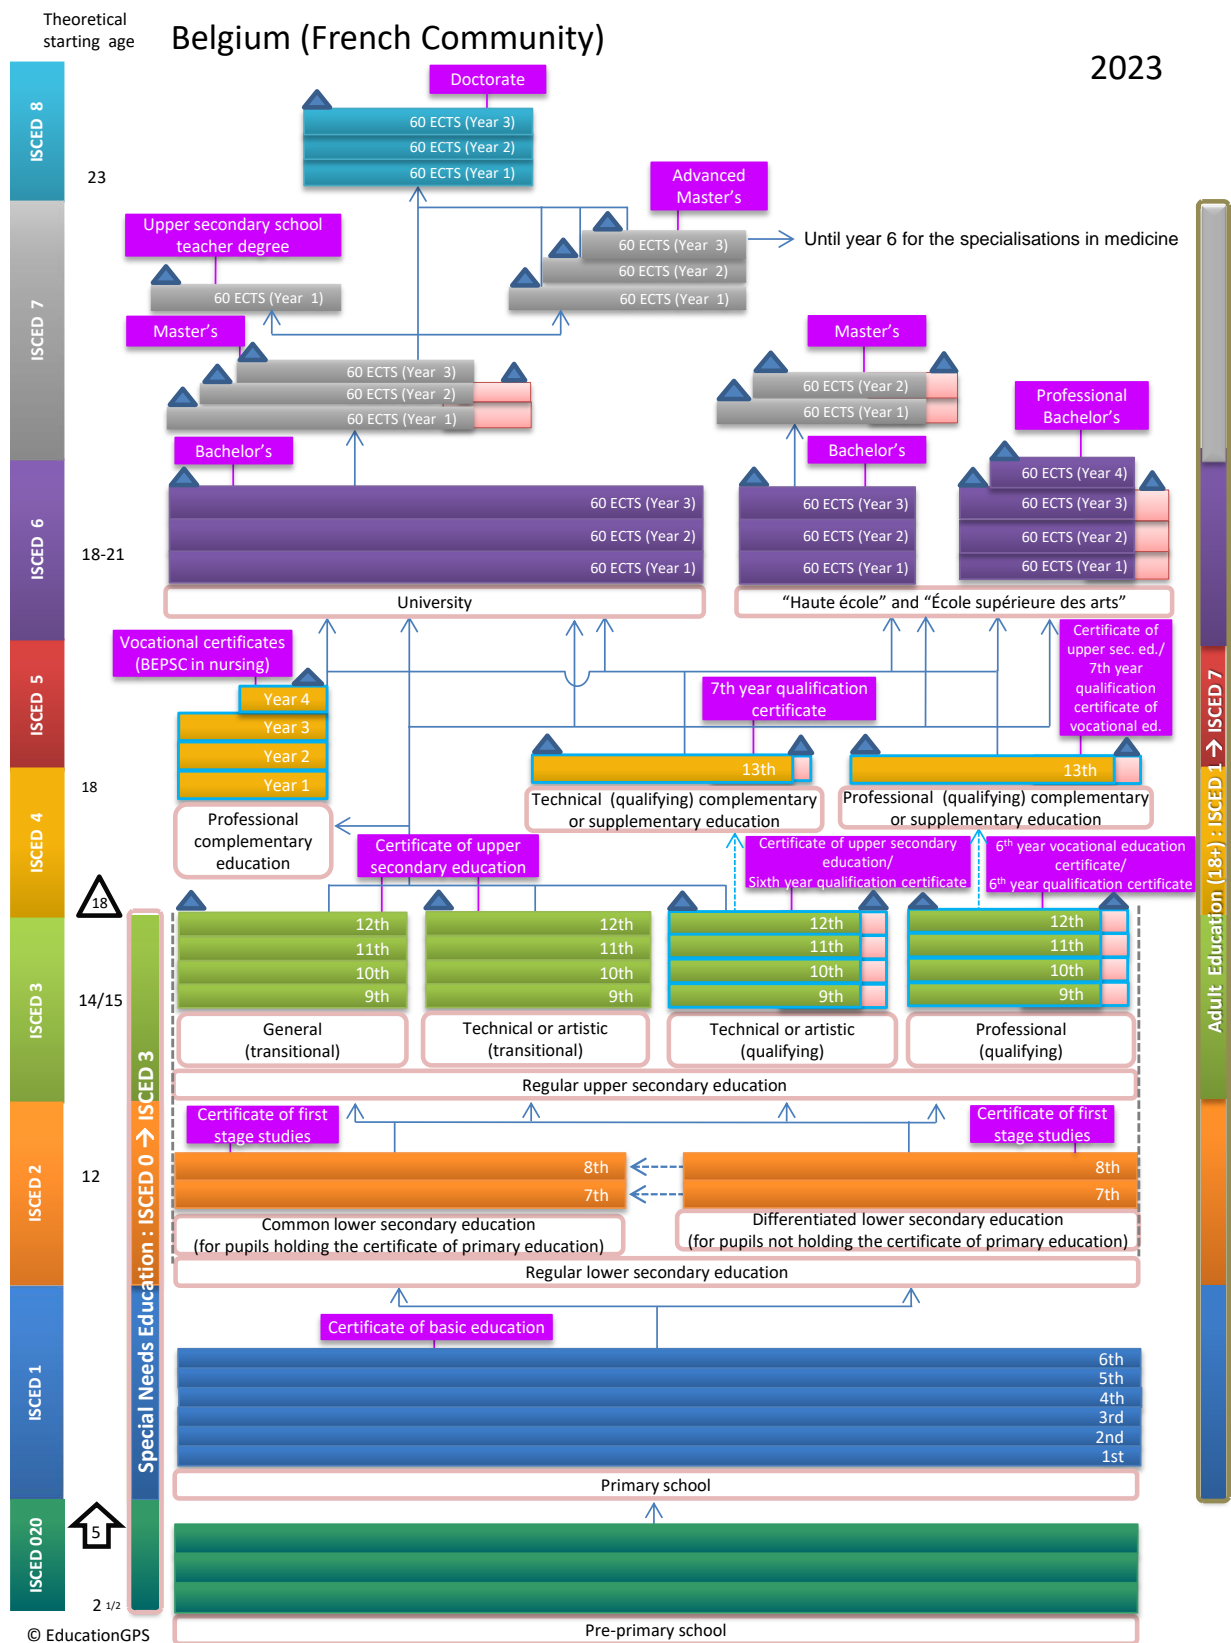 Theoretical
starting age
Belgium (French Community)
2023
ISCED 8
Doctorate
60 ECTS (Year 3)
60 ECTS (Year 2)
60 ECTS (Year 1)
23
Advanced
Master's
Upper secondary school
teacher degree
60 ECTS (Year 3)
60 ECTS (Year 2)
60 ECTS (Year 1)
Until year 6 for the specialisations in medicine
60 ECTS (Year 1)
ISCED 7
Master's
60 ECTS (Year 3)
60 ECTS (Year 2)
60 ECTS (Year 1)
Master's
60 ECTS (Year 2)
60 ECTS (Year 1)
Professional
Bachelor's
Bachelor's
Bachelor's
60 ECTS (Year 4)
ISCED 6
18-21
60 ECTS (Year 3)
60 ECTS (Year 2)
60 ECTS (Year 1)
60 ECTS (Year 3)
60 ECTS (Year 2)
60 ECTS (Year 1)
60 ECTS (Year 3)
60 ECTS (Year 2)
60 ECTS (Year 1)
University
“Haute école” and “École supérieure des arts”
ISCED 5
Vocational certificates
(BEPSC in nursing)
Year 4
Year 3
Year 2
Year 1
7th year qualification
certificate
Certificate of
upper sec. ed./
7th year
qualification
certificate of
vocational ed.
13th
13th
ISCED 4
18
Professional
complementary
education
Technical (qualifying) complementary
or supplementary education
Professional (qualifying) complementary
or supplementary education
Certificate of upper
secondary education
Certificate of upper secondary
education/
Sixth year qualification certificate
6th year vocational education
certificate/
6th year qualification certificate
18
ISCED 3
14/15
12th
11th
10th
9th
12th
11th
10th
9th
12th
11th
10th
9th
12th
11th
10th
9th
General
(transitional)
Technical or artistic
(transitional)
Technical or artistic
(qualifying)
Professional
(qualifying)
Regular upper secondary education
ISCED 2
12
Certificate of first
stage studies
Certificate of first
stage studies
8th
7th
8th
7th
Common lower secondary education
(for pupils holding the certificate of primary education)
Differentiated lower secondary education
(for pupils not holding the certificate of primary education)
Regular lower secondary education
ISCED 1
Certificate of basic education
6th
5th
4th
3rd
2nd
1st
Primary school
ISCED 020
5
2 1/2
Pre-primary school
Special Needs Education : ISCED 0 → ISCED 3
Adult Education (18+) : ISCED 1 → ISCED 7
© EducationGPS